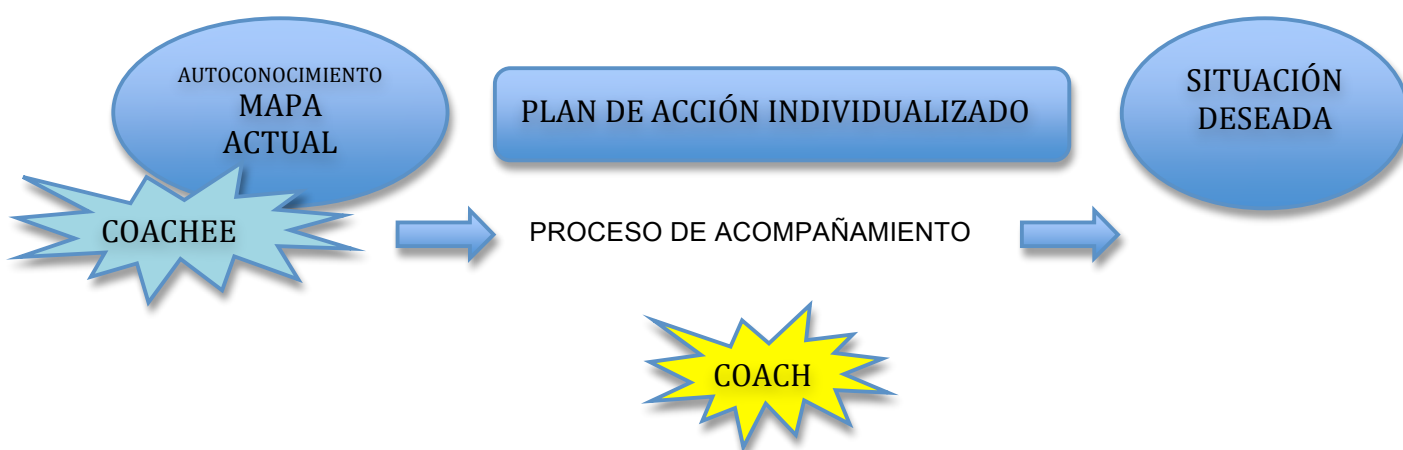 AUTOCONOCIMIENTO
MAPA
ACTUAL
COACHEE
PLAN DE ACCIÓN INDIVIDUALIZADO
PROCESO DE ACOMPAÑAMIENTO
COACH
SITUACIÓN
DESEADA